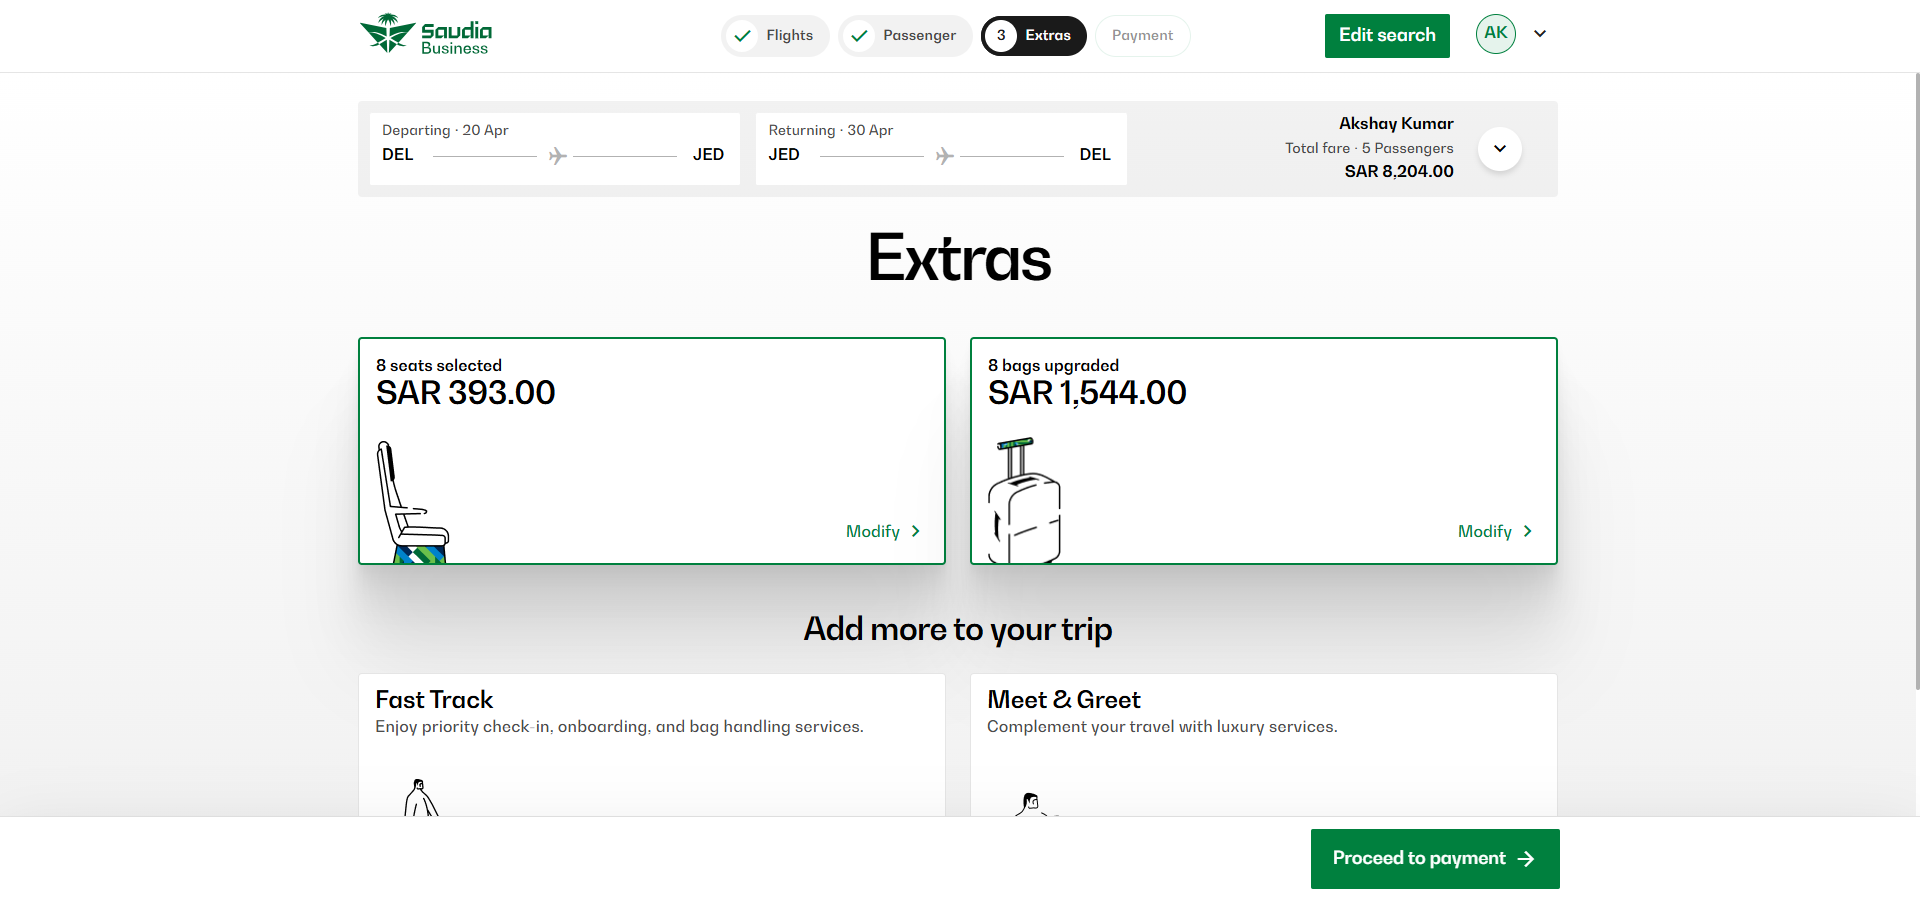 Saudia
Business
Flights
Passenger
3 Extras
Payment
Edit search
AK
Departing · 20 Apr
DEL
JED
Returning · 30 Apr
JED
DEL
Akshay Kumar
Total fare · 5 Passengers
SAR 8,204.00
Extras
8 seats selected
SAR 393.00
Modify
8 bags upgraded
SAR 1,544.00
Modify
Add more to your trip
Fast Track
Enjoy priority check-in, onboarding, and bag handling services.
Meet & Greet
Complement your travel with luxury services.
Proceed to payment